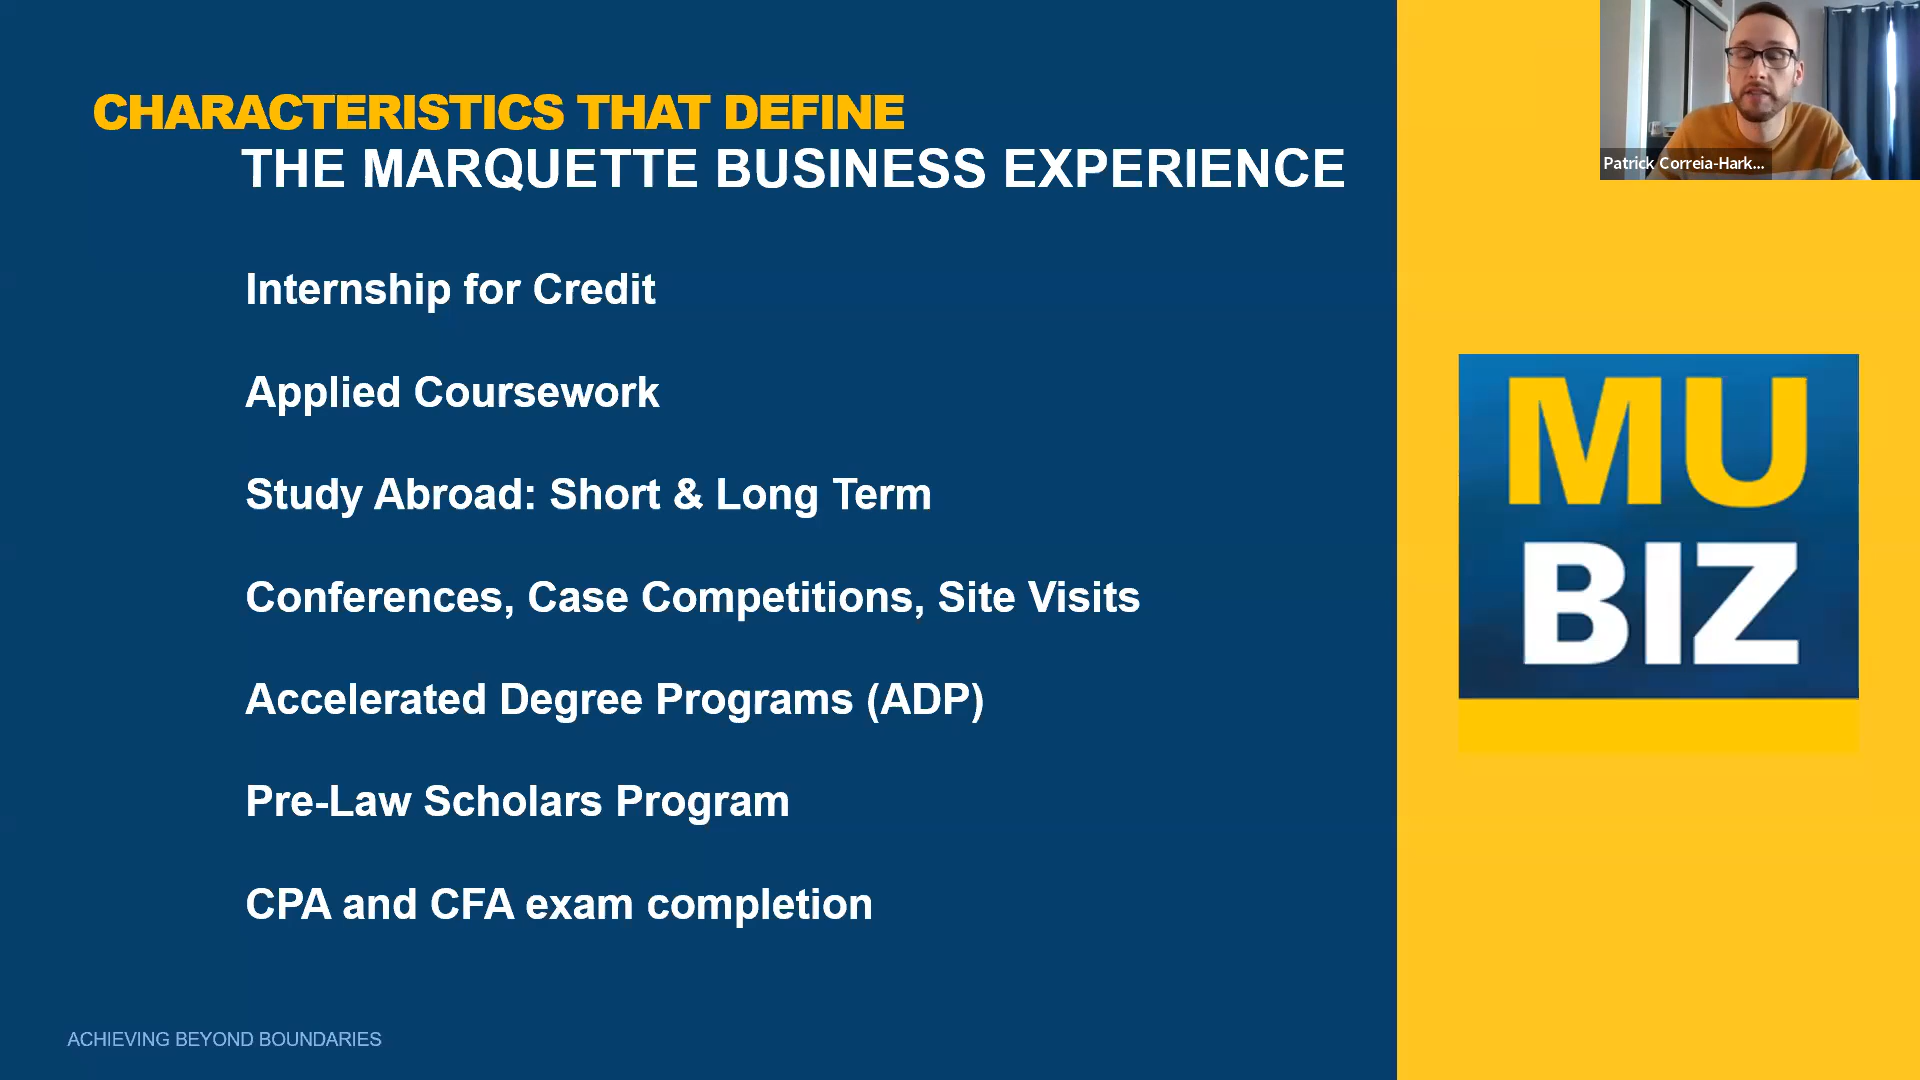 CHARACTERISTICS THAT DEFINE
THE MARQUETTE BUSINESS EXPERIENCE
Internship for Credit
Applied Coursework
Study Abroad: Short & Long Term
Conferences, Case Competitions, Site Visits
Accelerated Degree Programs (ADP)
Pre-Law Scholars Program
CPA and CFA exam completion
ACHIEVING BEYOND BOUNDARIES
Patrick Correia-Hark...
MU
BIZ